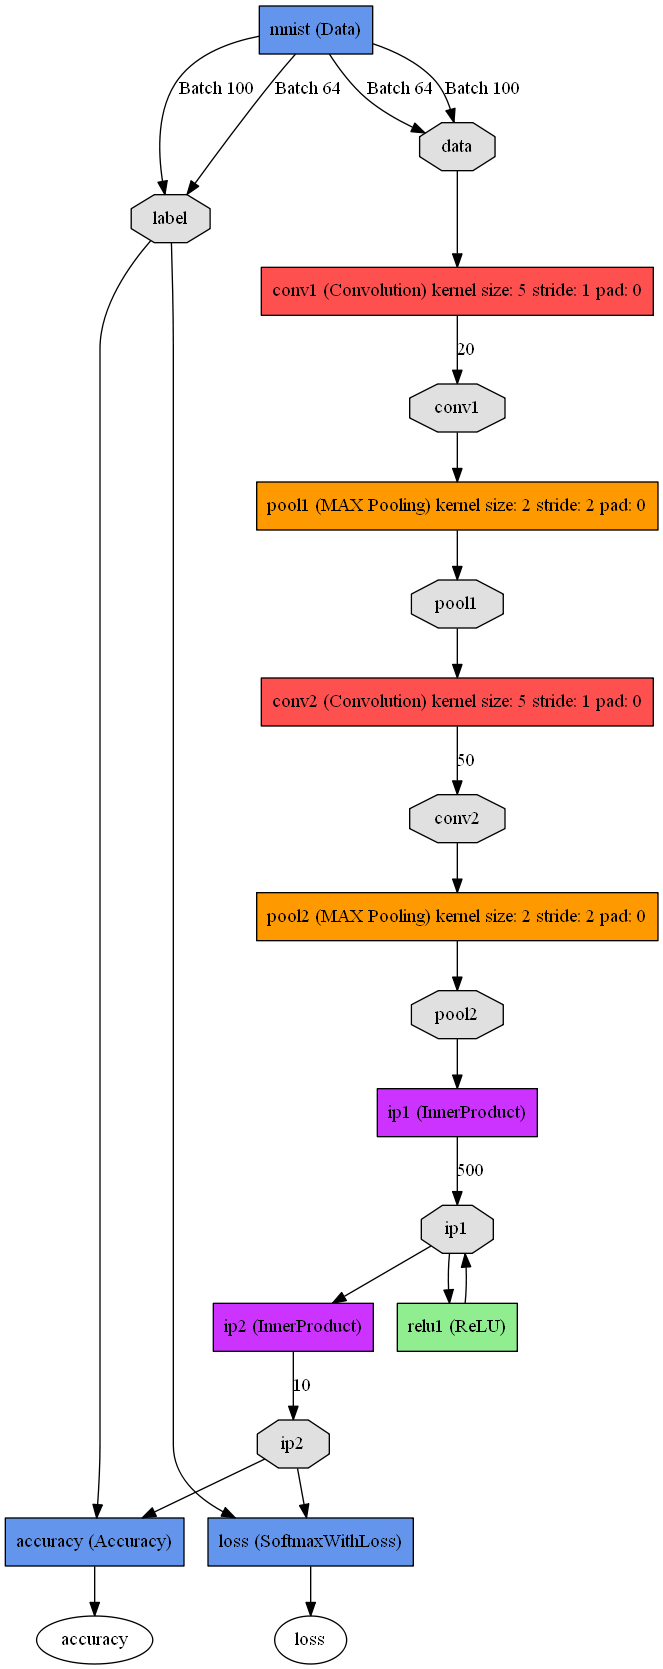 mnist (Data)
Batch 100
Batch 64
Batch 64
Batch 100
data
label
conv1 (Convolution) kernel size: 5 stride: 1 pad: 0
20
conv1
pool1 (MAX Pooling) kernel size: 2 stride: 2 pad: 0
pool1
conv2 (Convolution) kernel size: 5 stride: 1 pad: 0
50
conv2
pool2 (MAX Pooling) kernel size: 2 stride: 2 pad: 0
pool2
ip1 (InnerProduct)
500
ip1
ip2 (InnerProduct)
relu1 (ReLU)
10
ip2
accuracy (Accuracy)
loss (SoftmaxWithLoss)
accuracy
loss